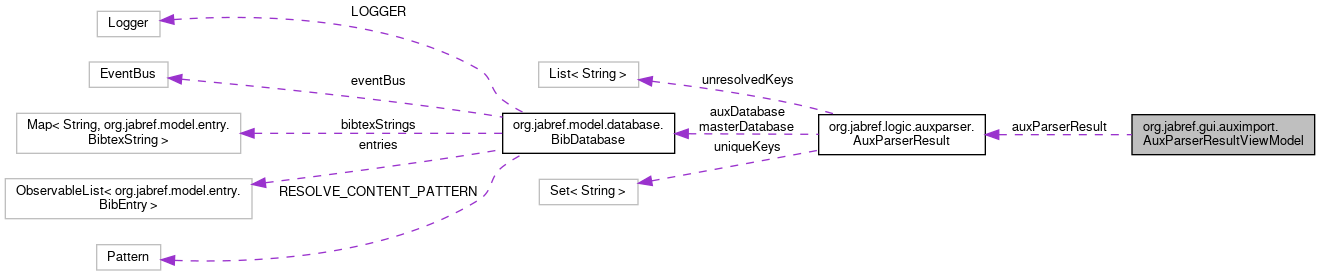 LOGGER
Logger
List< String >
EventBus
eventBus
unresolvedKeys
auxDatabase
masterDatabase
Map< String, org.jabref.model.entry.
BibtexString >
bibtexStrings
org.jabref.model.database.
BibDatabase
org.jabref.logic.auxparser.
AuxParserResult
auxParserResult
org.jabref.gui.auximport.
AuxParserResultViewModel
entries
uniqueKeys
ObservableList< org.jabref.model.entry.
BibEntry >
RESOLVE_CONTENT_PATTERN
Set< String >
Pattern